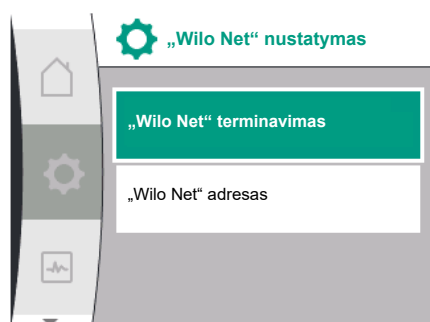 „Wilo Net“ nustatymas
„Wilo Net“ terminavimas
„Wilo Net“ adresas